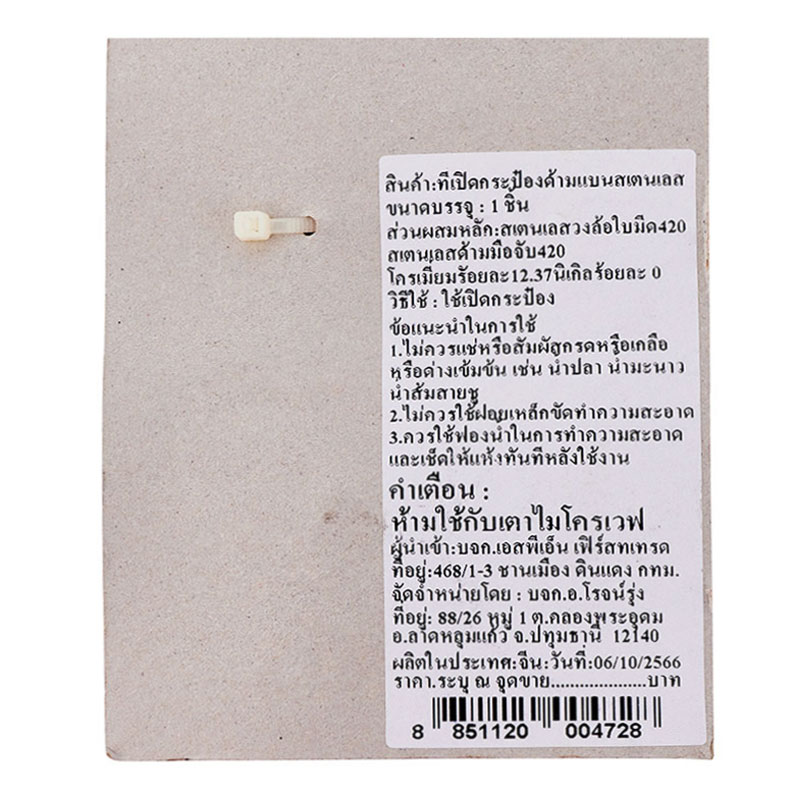 สินค้า:ที่เปิดกระป๋องด้ามแบนสเตนเลส
ขนาดบรรจุ : 1 ชิ้น
ส่วนผสมหลัก:สเตนเลสวงล้อใบมีด420
สเตนเลสด้ามมือจับ420
โครเมี่ยมร้อยละ12.37นิเกิลร้อยละ 0
วิธีใช้ : ใช้เปิดกระป๋อง
ข้อแนะนำในการใช้
1.ไม่ควรแช่หรือสัมผัสกรดหรือเกลือ
หรือด่างเข้มข้น เช่น น้ำปลา น้ำมะนาว
น้ำส้มสายชู
2.ไม่ควรใช้ฝอยเหล็กขัดทำความสะอาด
3.ควรใช้ฟองน้ำในการทำความสะอาด
และเช็ดให้แห้งทันทีหลังใช้งาน
คำเตือน :
ห้ามใช้กับเตาไมโครเวฟ
ผู้นำเข้า:บจก.เอสพีเอ็น เฟิร์สทเทรด
ที่อยู่:468/1-3 ชานเมือง ดินแดง กทม.
จัดจำหน่ายโดย : บจก.อ.โรจน์รุ่ง
ที่อยู่: 88/26 หมู่ 1 ต.คลองพระอุดม
อ.ลาดหลุมแก้ว จ.ปทุมธานี 12140
ผลิตในประเทศ:จีน:วันที่:06/10/2566
ราคา.ระบุ ณ จุดขาย...................บาท
8 851120 004728